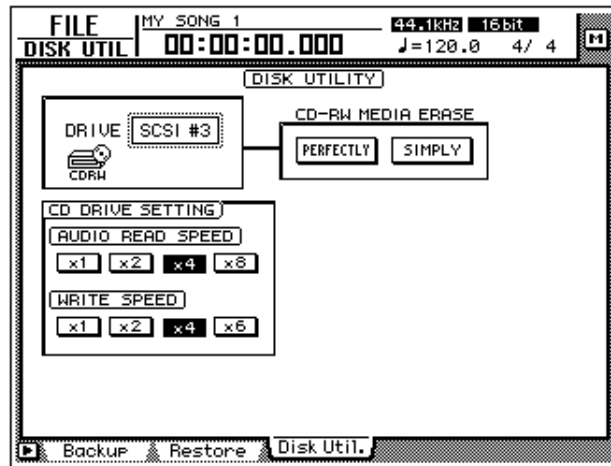 FILE MY SONG 1 44.1kHz 16bit
DISK UTIL 00:00:00.000 ♩=120.0 4/ 4 M
DISK UTILITY
DRIVE SCSI #3
CDRW
CD-RW MEDIA ERASE
PERFECTLY SIMPLY
CD DRIVE SETTING
AUDIO READ SPEED
x1 x2 x4 x8
WRITE SPEED
x1 x2 x4 x6
Backup Restore Disk Util.